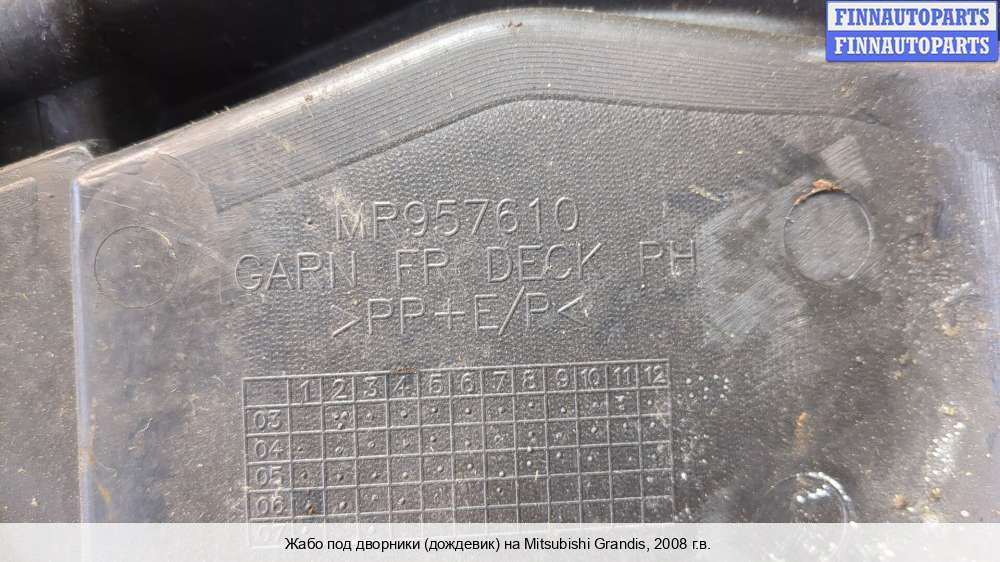 FINNAUTOPARTS
FINNAUTOPARTS
MR957610
GARN FR DECK RH
>PP+E/P<
1 2 3 4 5 6 7 8 9 10 11 12
03
04
05
06
07
Жабо под дворники (дождевик) на Mitsubishi Grandis, 2008 г.в.